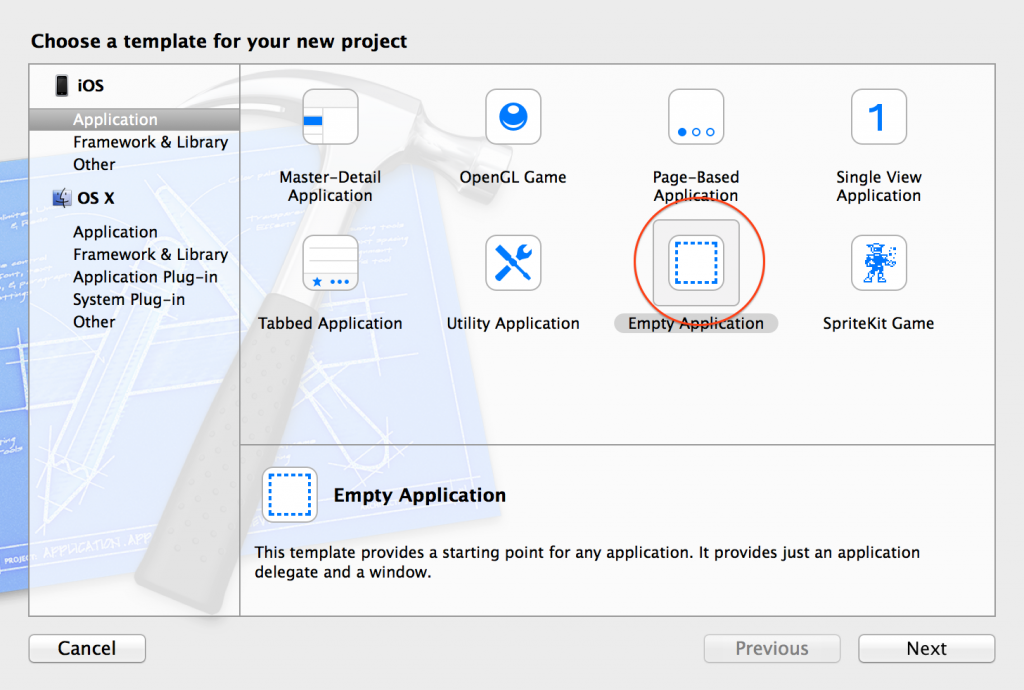 Choose a template for your new project
iOS
Application
Framework & Library
Other
OS X
Application
Framework & Library
Application Plug-in
System Plug-in
Other
Master-Detail
Application
OpenGL Game
Page-Based
Application
1
Single View
Application
Tabbed Application
Utility Application
Empty Application
SpriteKit Game
Empty Application
This template provides a starting point for any application. It provides just an application
delegate and a window.
PROJECT: APPLICATION.APP
Cancel
Previous
Next